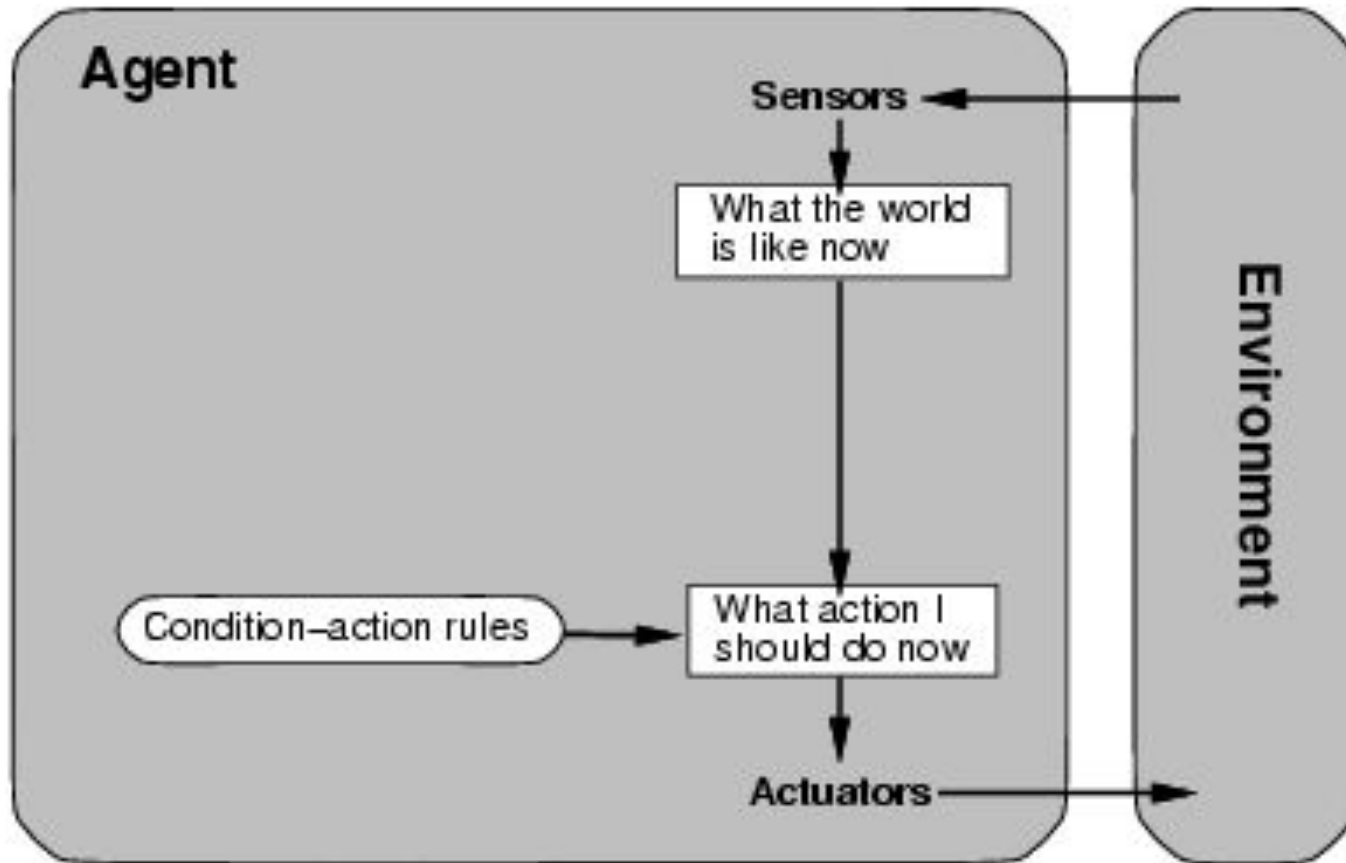 Agent
Sensors
What the world
is like now
Environment
Condition–action rules
What action I
should do now
Actuators